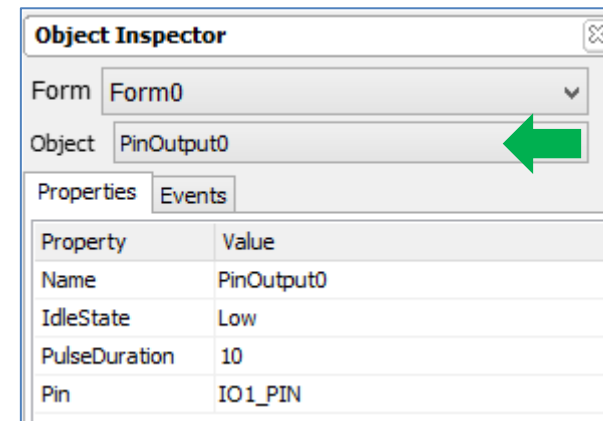 Object Inspector
Form Form0
Object PinOutput0
Properties Events
Property Value
Name PinOutput0
IdleState Low
PulseDuration 10
Pin IO1_PIN